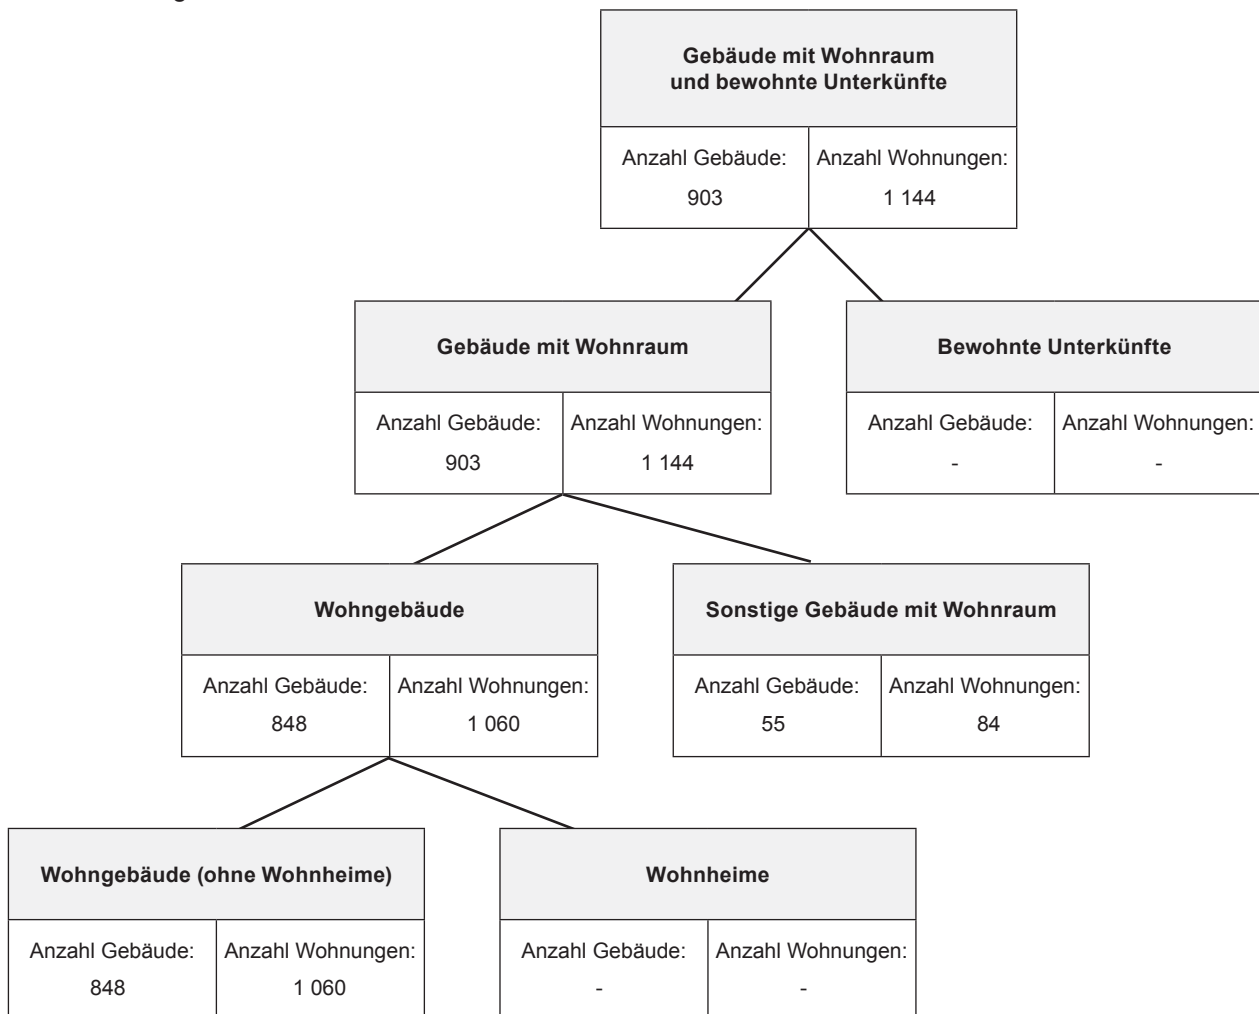 Gebäude mit Wohnraum
und bewohnte Unterkünfte
Anzahl Gebäude: Anzahl Wohnungen:
903 1 144
Gebäude mit Wohnraum
Anzahl Gebäude: Anzahl Wohnungen:
903 1 144
Bewohnte Unterkünfte
Anzahl Gebäude: Anzahl Wohnungen:
- -
Wohngebäude
Anzahl Gebäude: Anzahl Wohnungen:
848 1 060
Sonstige Gebäude mit Wohnraum
Anzahl Gebäude: Anzahl Wohnungen:
55 84
Wohngebäude (ohne Wohnheime)
Anzahl Gebäude: Anzahl Wohnungen:
848 1 060
Wohnheime
Anzahl Gebäude: Anzahl Wohnungen:
- -